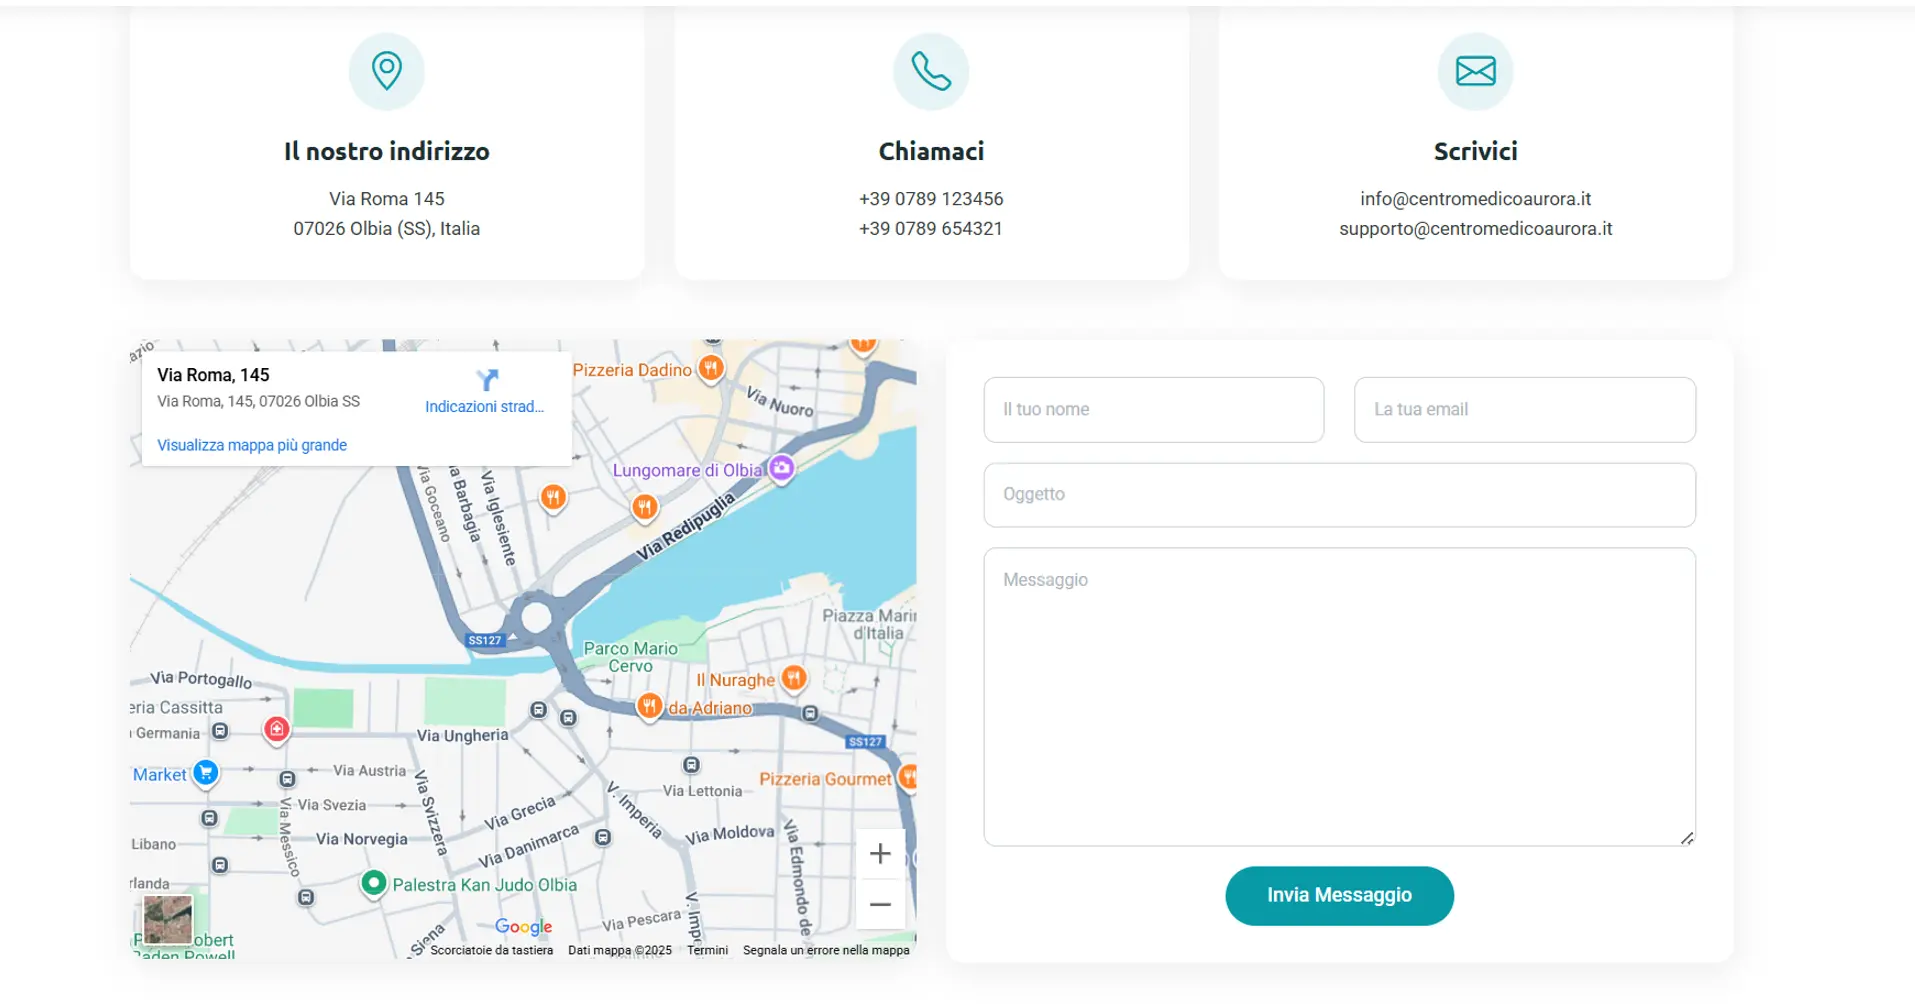 Il nostro indirizzo
Via Roma 145
07026 Olbia (SS), Italia
Chiamaci
+39 0789 123456
+39 0789 654321
Scrivici
info@centromedicoaurora.it
supporto@centromedicoaurora.it
Via Roma, 145
Via Roma, 145, 07026 Olbia SS
Indicazioni strad...
Visualizza mappa più grande
Pizzeria Dadino
Via Nuoro
Lungomare di Olbia
Via Goceano
Via Barbagia
Via Iglesiente
Via Redipuglia
SS127
Parco Mario
Cervo
Piazza Marin
d'Italia
Via Portogallo
eria Cassitta
Il Nuraghe
da Adriano
Germania
Via Ungheria
SS127
Market
Via Austria
Pizzeria Gourmet
Via Svezia
Via Messico
Via Svizzera
Via Grecia
V. Imperia
Via Lettonia
Libano
Via Norvegia
Via Danimarca
Via Moldova
Via Edmondo de
rlanda
Palestra Kan Judo Olbia
V. Imp
Via Pescara
Siena
obert
Baden Powell
Google
Scorciatoie da tastiera
Dati mappa ©2025
Termini
Segnala un errore nella mappa
Il tuo nome
La tua email
Oggetto
Messaggio
Invia Messaggio